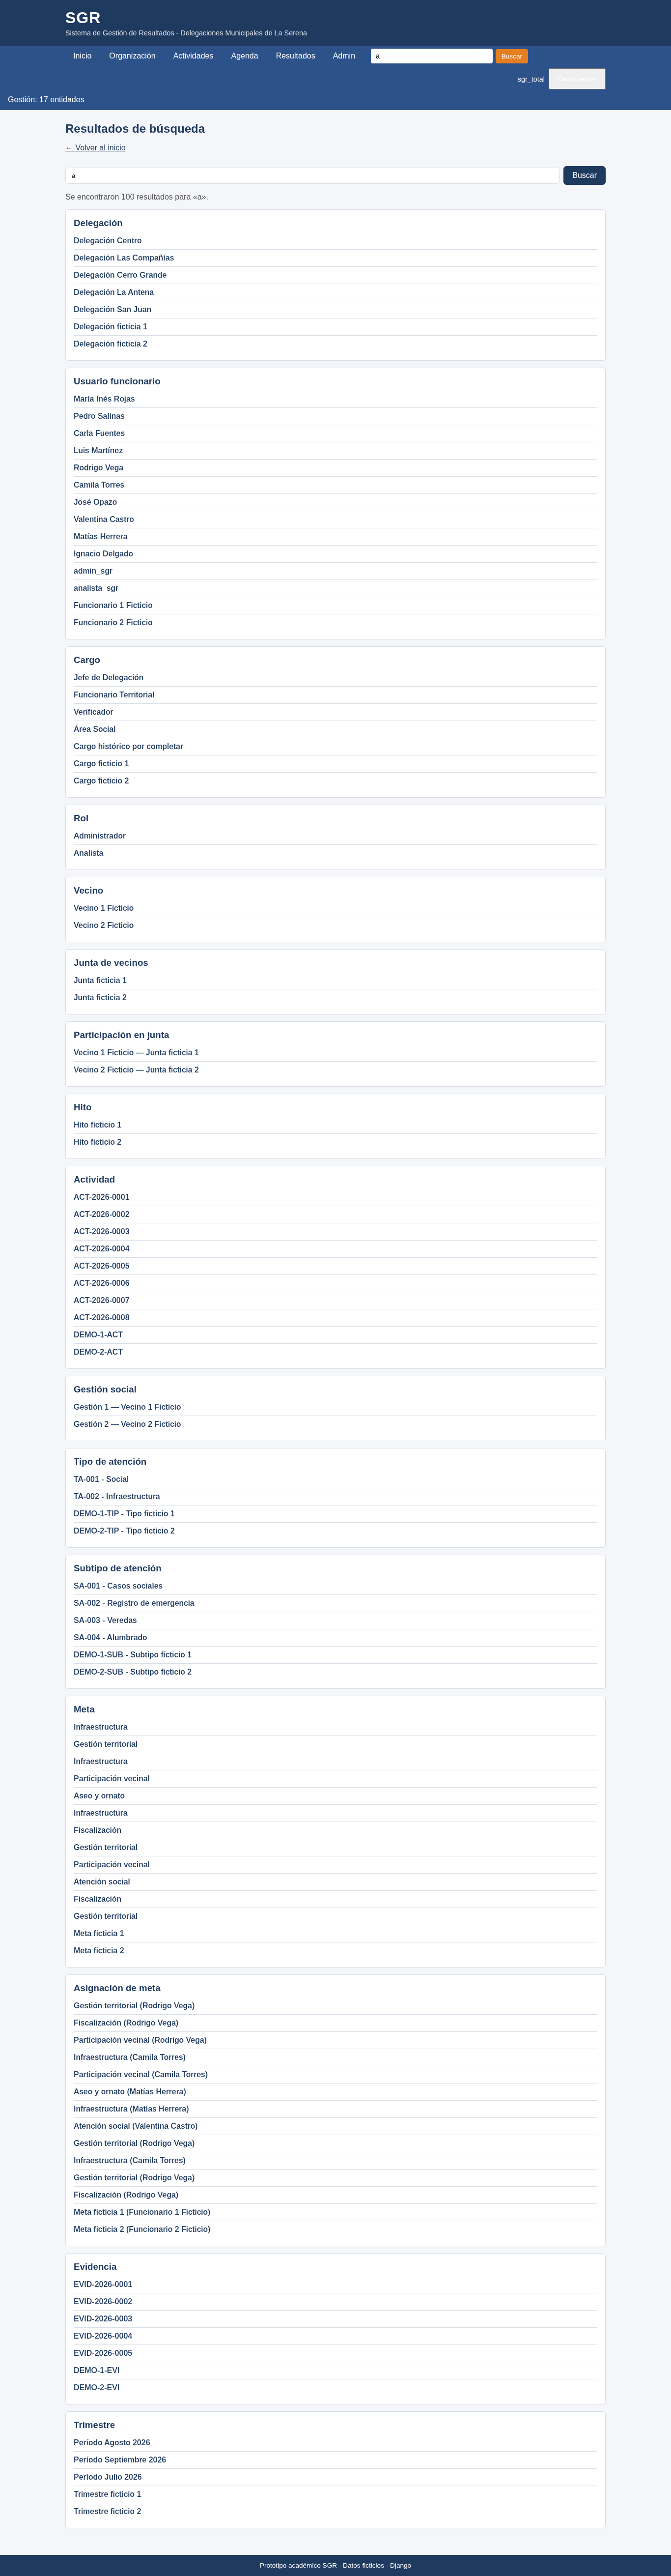 SGR
Sistema de Gestión de Resultados - Delegaciones Municipales de La Serena
Inicio Organización Actividades Agenda Resultados Admin a Buscar
sgr_total
Gestión: 17 entidades
Resultados de búsqueda
← Volver al inicio
a Buscar
Se encontraron 100 resultados para «a».
Delegación
Delegación Centro
Delegación Las Compañías
Delegación Cerro Grande
Delegación La Antena
Delegación San Juan
Delegación ficticia 1
Delegación ficticia 2
Usuario funcionario
María Inés Rojas
Pedro Salinas
Carla Fuentes
Luis Martínez
Rodrigo Vega
Camila Torres
José Opazo
Valentina Castro
Matías Herrera
Ignacio Delgado
admin_sgr
analista_sgr
Funcionario 1 Ficticio
Funcionario 2 Ficticio
Cargo
Jefe de Delegación
Funcionario Territorial
Verificador
Área Social
Cargo histórico por completar
Cargo ficticio 1
Cargo ficticio 2
Rol
Administrador
Analista
Vecino
Vecino 1 Ficticio
Vecino 2 Ficticio
Junta de vecinos
Junta ficticia 1
Junta ficticia 2
Participación en junta
Vecino 1 Ficticio — Junta ficticia 1
Vecino 2 Ficticio — Junta ficticia 2
Hito
Hito ficticio 1
Hito ficticio 2
Actividad
ACT-2026-0001
ACT-2026-0002
ACT-2026-0003
ACT-2026-0004
ACT-2026-0005
ACT-2026-0006
ACT-2026-0007
ACT-2026-0008
DEMO-1-ACT
DEMO-2-ACT
Gestión social
Gestión 1 — Vecino 1 Ficticio
Gestión 2 — Vecino 2 Ficticio
Tipo de atención
TA-001 - Social
TA-002 - Infraestructura
DEMO-1-TIP - Tipo ficticio 1
DEMO-2-TIP - Tipo ficticio 2
Subtipo de atención
SA-001 - Casos sociales
SA-002 - Registro de emergencia
SA-003 - Veredas
SA-004 - Alumbrado
DEMO-1-SUB - Subtipo ficticio 1
DEMO-2-SUB - Subtipo ficticio 2
Meta
Infraestructura
Gestión territorial
Infraestructura
Participación vecinal
Aseo y ornato
Infraestructura
Fiscalización
Gestión territorial
Participación vecinal
Atención social
Fiscalización
Gestión territorial
Meta ficticia 1
Meta ficticia 2
Asignación de meta
Gestión territorial (Rodrigo Vega)
Fiscalización (Rodrigo Vega)
Participación vecinal (Rodrigo Vega)
Infraestructura (Camila Torres)
Participación vecinal (Camila Torres)
Aseo y ornato (Matías Herrera)
Infraestructura (Matías Herrera)
Atención social (Valentina Castro)
Gestión territorial (Rodrigo Vega)
Infraestructura (Camila Torres)
Gestión territorial (Rodrigo Vega)
Fiscalización (Rodrigo Vega)
Meta ficticia 1 (Funcionario 1 Ficticio)
Meta ficticia 2 (Funcionario 2 Ficticio)
Evidencia
EVID-2026-0001
EVID-2026-0002
EVID-2026-0003
EVID-2026-0004
EVID-2026-0005
DEMO-1-EVI
DEMO-2-EVI
Trimestre
Período Agosto 2026
Período Septiembre 2026
Período Julio 2026
Trimestre ficticio 1
Trimestre ficticio 2
Prototipo académico SGR · Datos ficticios · Django